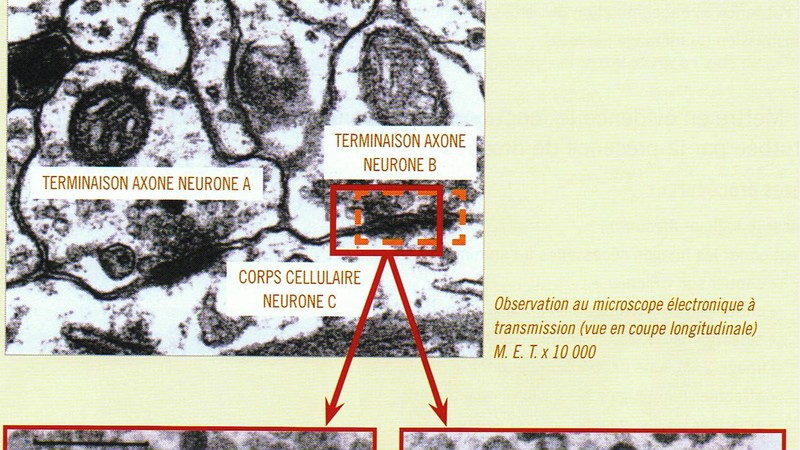 TERMINAISON AXONE
NEURONE B
TERMINAISON AXONE NEURONE A
CORPS CELLULAIRE
NEURONE C
Observation au microscope électronique à
transmission (vue en coupe longitudinale)
M. E. T. x 10 000